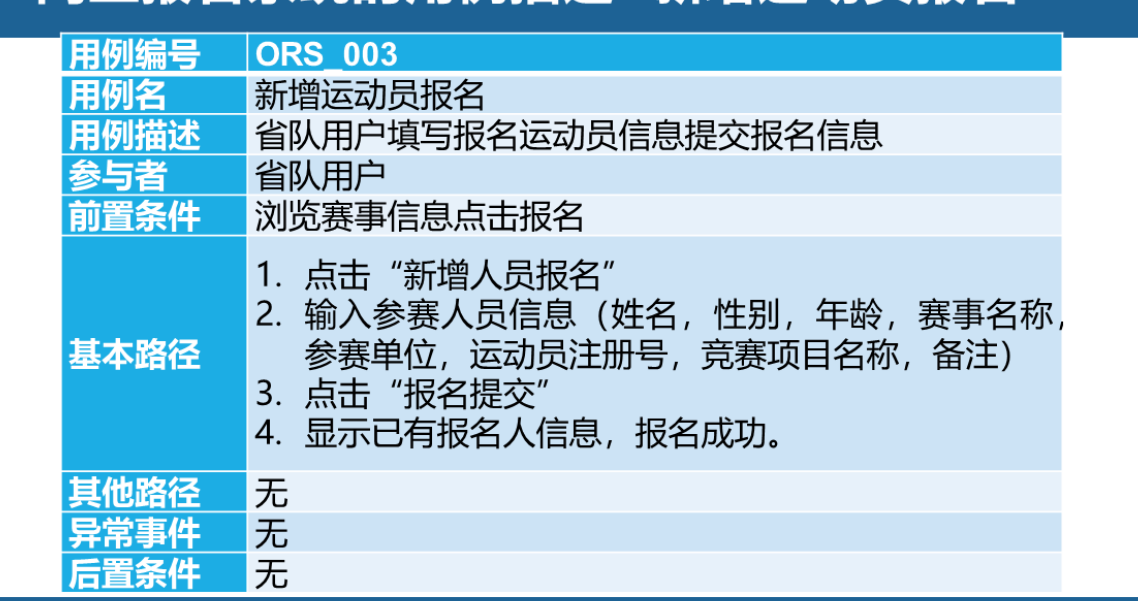 用例编号 ORS_003
用例名 新增运动员报名
用例描述 省队用户填写报名运动员信息提交报名信息
参与者 省队用户
前置条件 浏览赛事信息点击报名
基本路径
1. 点击“新增人员报名”
2. 输入参赛人员信息（姓名，性别，年龄，赛事名称，
参赛单位，运动员注册号，竞赛项目名称，备注）
3. 点击“报名提交”
4. 显示已有报名人信息，报名成功。
其他路径 无
异常事件 无
后置条件 无